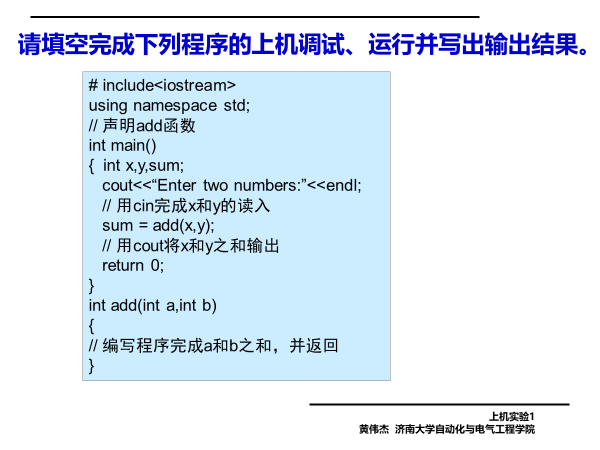 请填空完成下列程序的上机调试、运行并写出输出结果。
# include<iostream>
using namespace std;
// 声明add函数
int main()
{  int x,y,sum;
cout<<“Enter two numbers:”<<endl;
// 用cin完成x和y的读入
sum = add(x,y);
// 用cout将x和y之和输出
return 0;
}
int add(int a,int b)
{
// 编写程序完成a和b之和，并返回
}
上机实验1
黄伟杰 济南大学自动化与电气工程学院